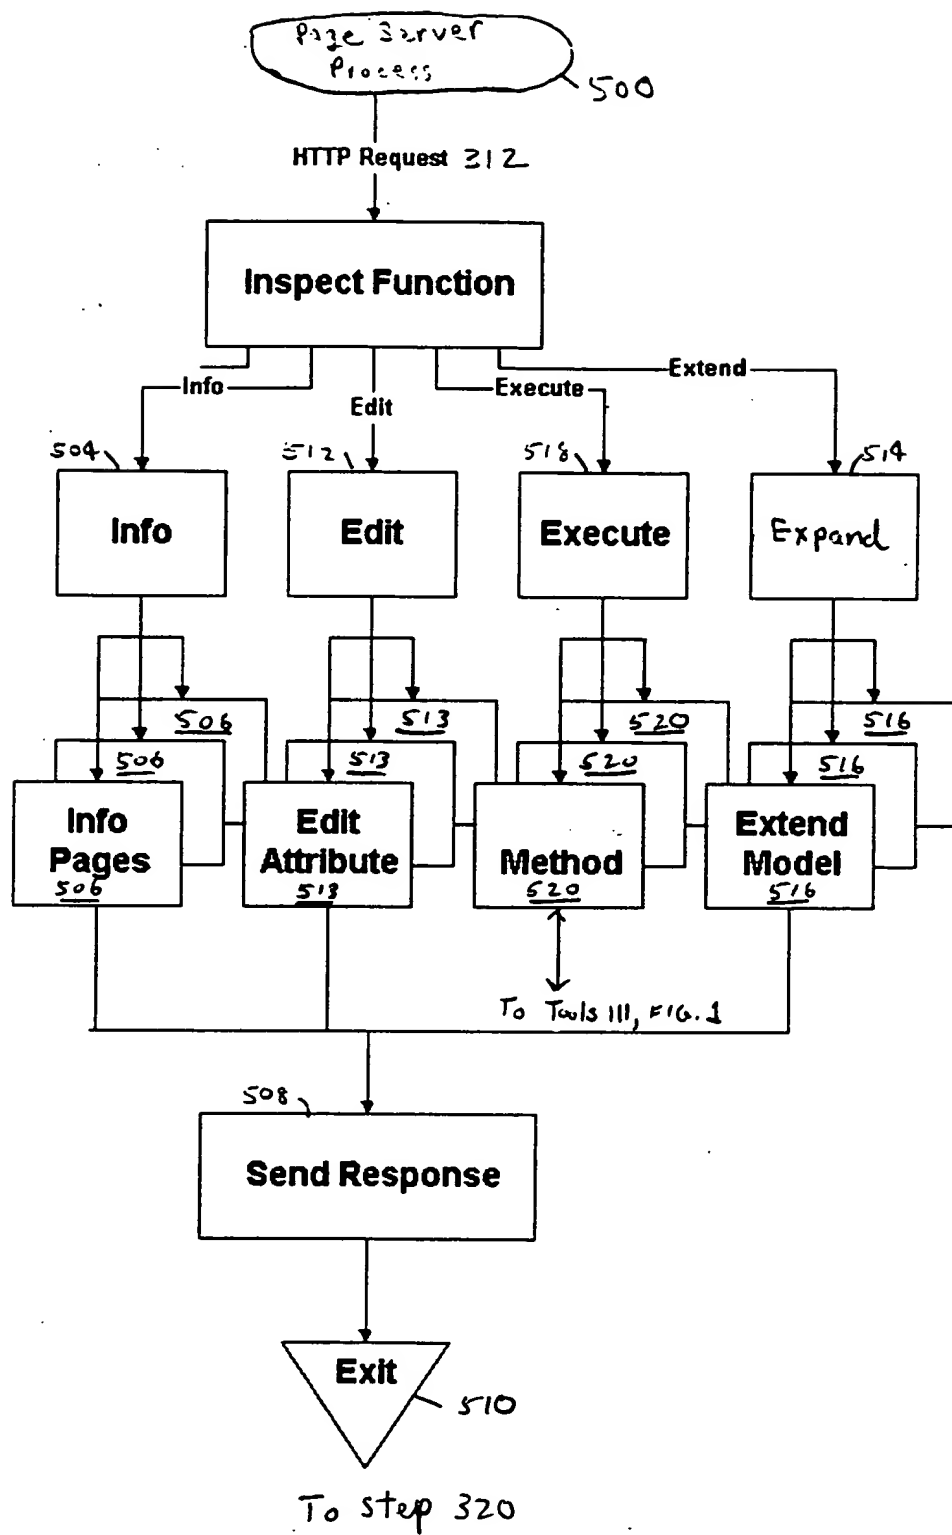 Page Server
Process
500
HTTP Request 312
Inspect Function
Info
Edit
Execute
Extend
504
512
518
514
Info
Edit
Execute
Expand
506
513
520
516
506
513
520
516
Info
Pages
506
Edit
Attribute
513
Method
520
Extend
Model
516
To Tools 111, FIG. 1
508
Send Response
Exit
510
To step 320